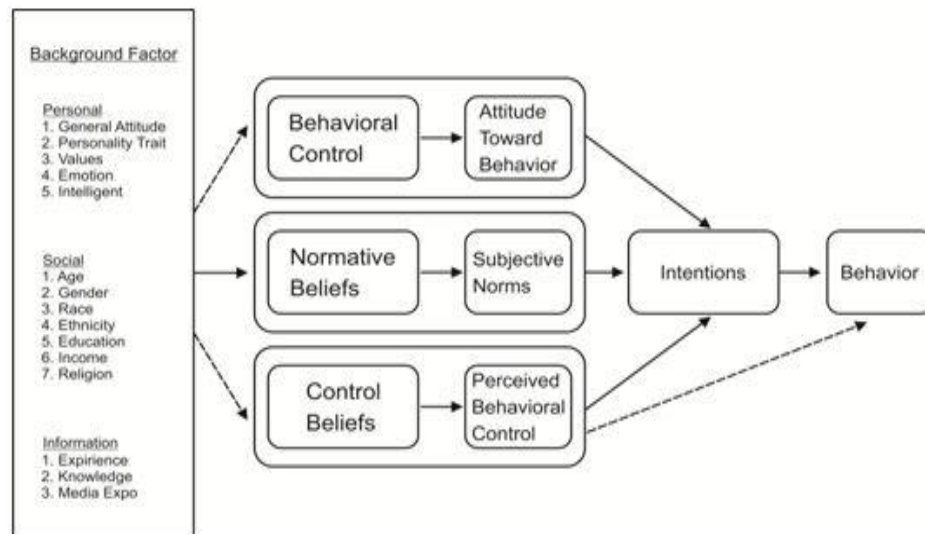 Background Factor
Personal
1. General Attitude
2. Personality Trait
3. Values
4. Emotion
5. Intelligent
Social
1. Age
2. Gender
3. Race
4. Ethnicity
5. Education
6. Income
7. Religion
Information
1. Expirience
2. Knowledge
3. Media Expo
Behavioral
Control
Attitude
Toward
Behavior
Normative
Beliefs
Subjective
Norms
Control
Beliefs
Perceived
Behavioral
Control
Intentions
Behavior